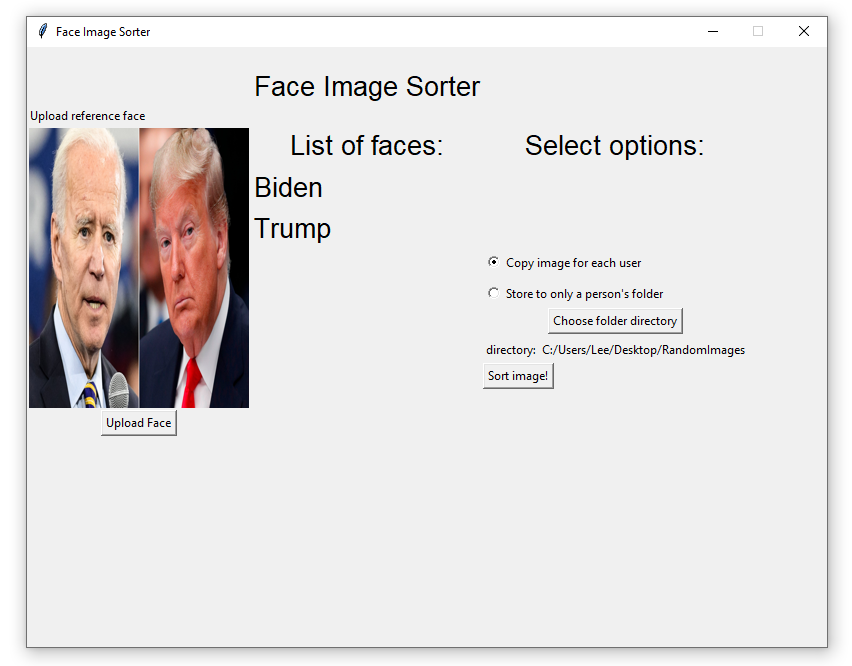 Face Image Sorter
Face Image Sorter
Upload reference face
List of faces:
Select options:
Biden
Trump
Copy image for each user
Store to only a person's folder
Choose folder directory
directory: C:/Users/Lee/Desktop/RandomImages
Sort image!
Upload Face